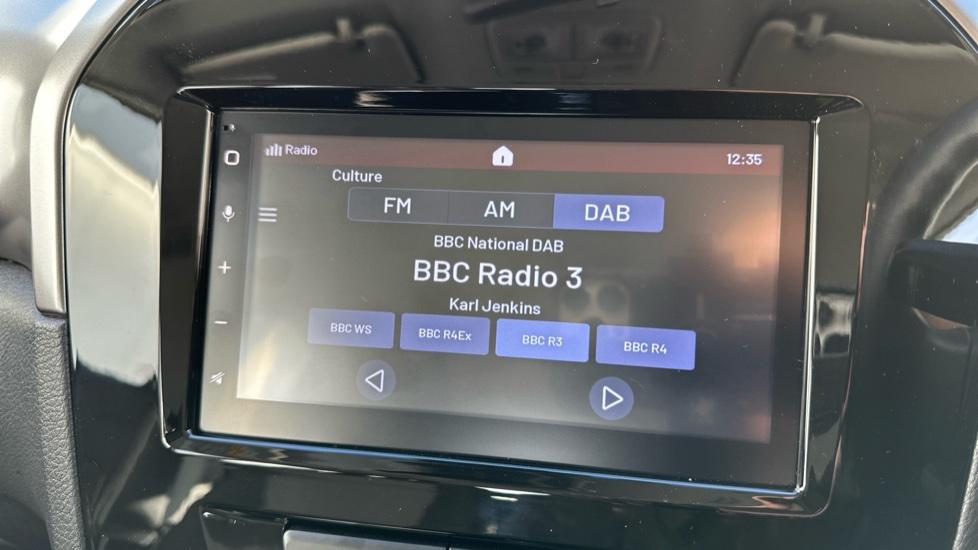 Radio
12:35
Culture
FM AM DAB
BBC National DAB
BBC Radio 3
Karl Jenkins
BBC WS BBC R4Ex BBC R3 BBC R4